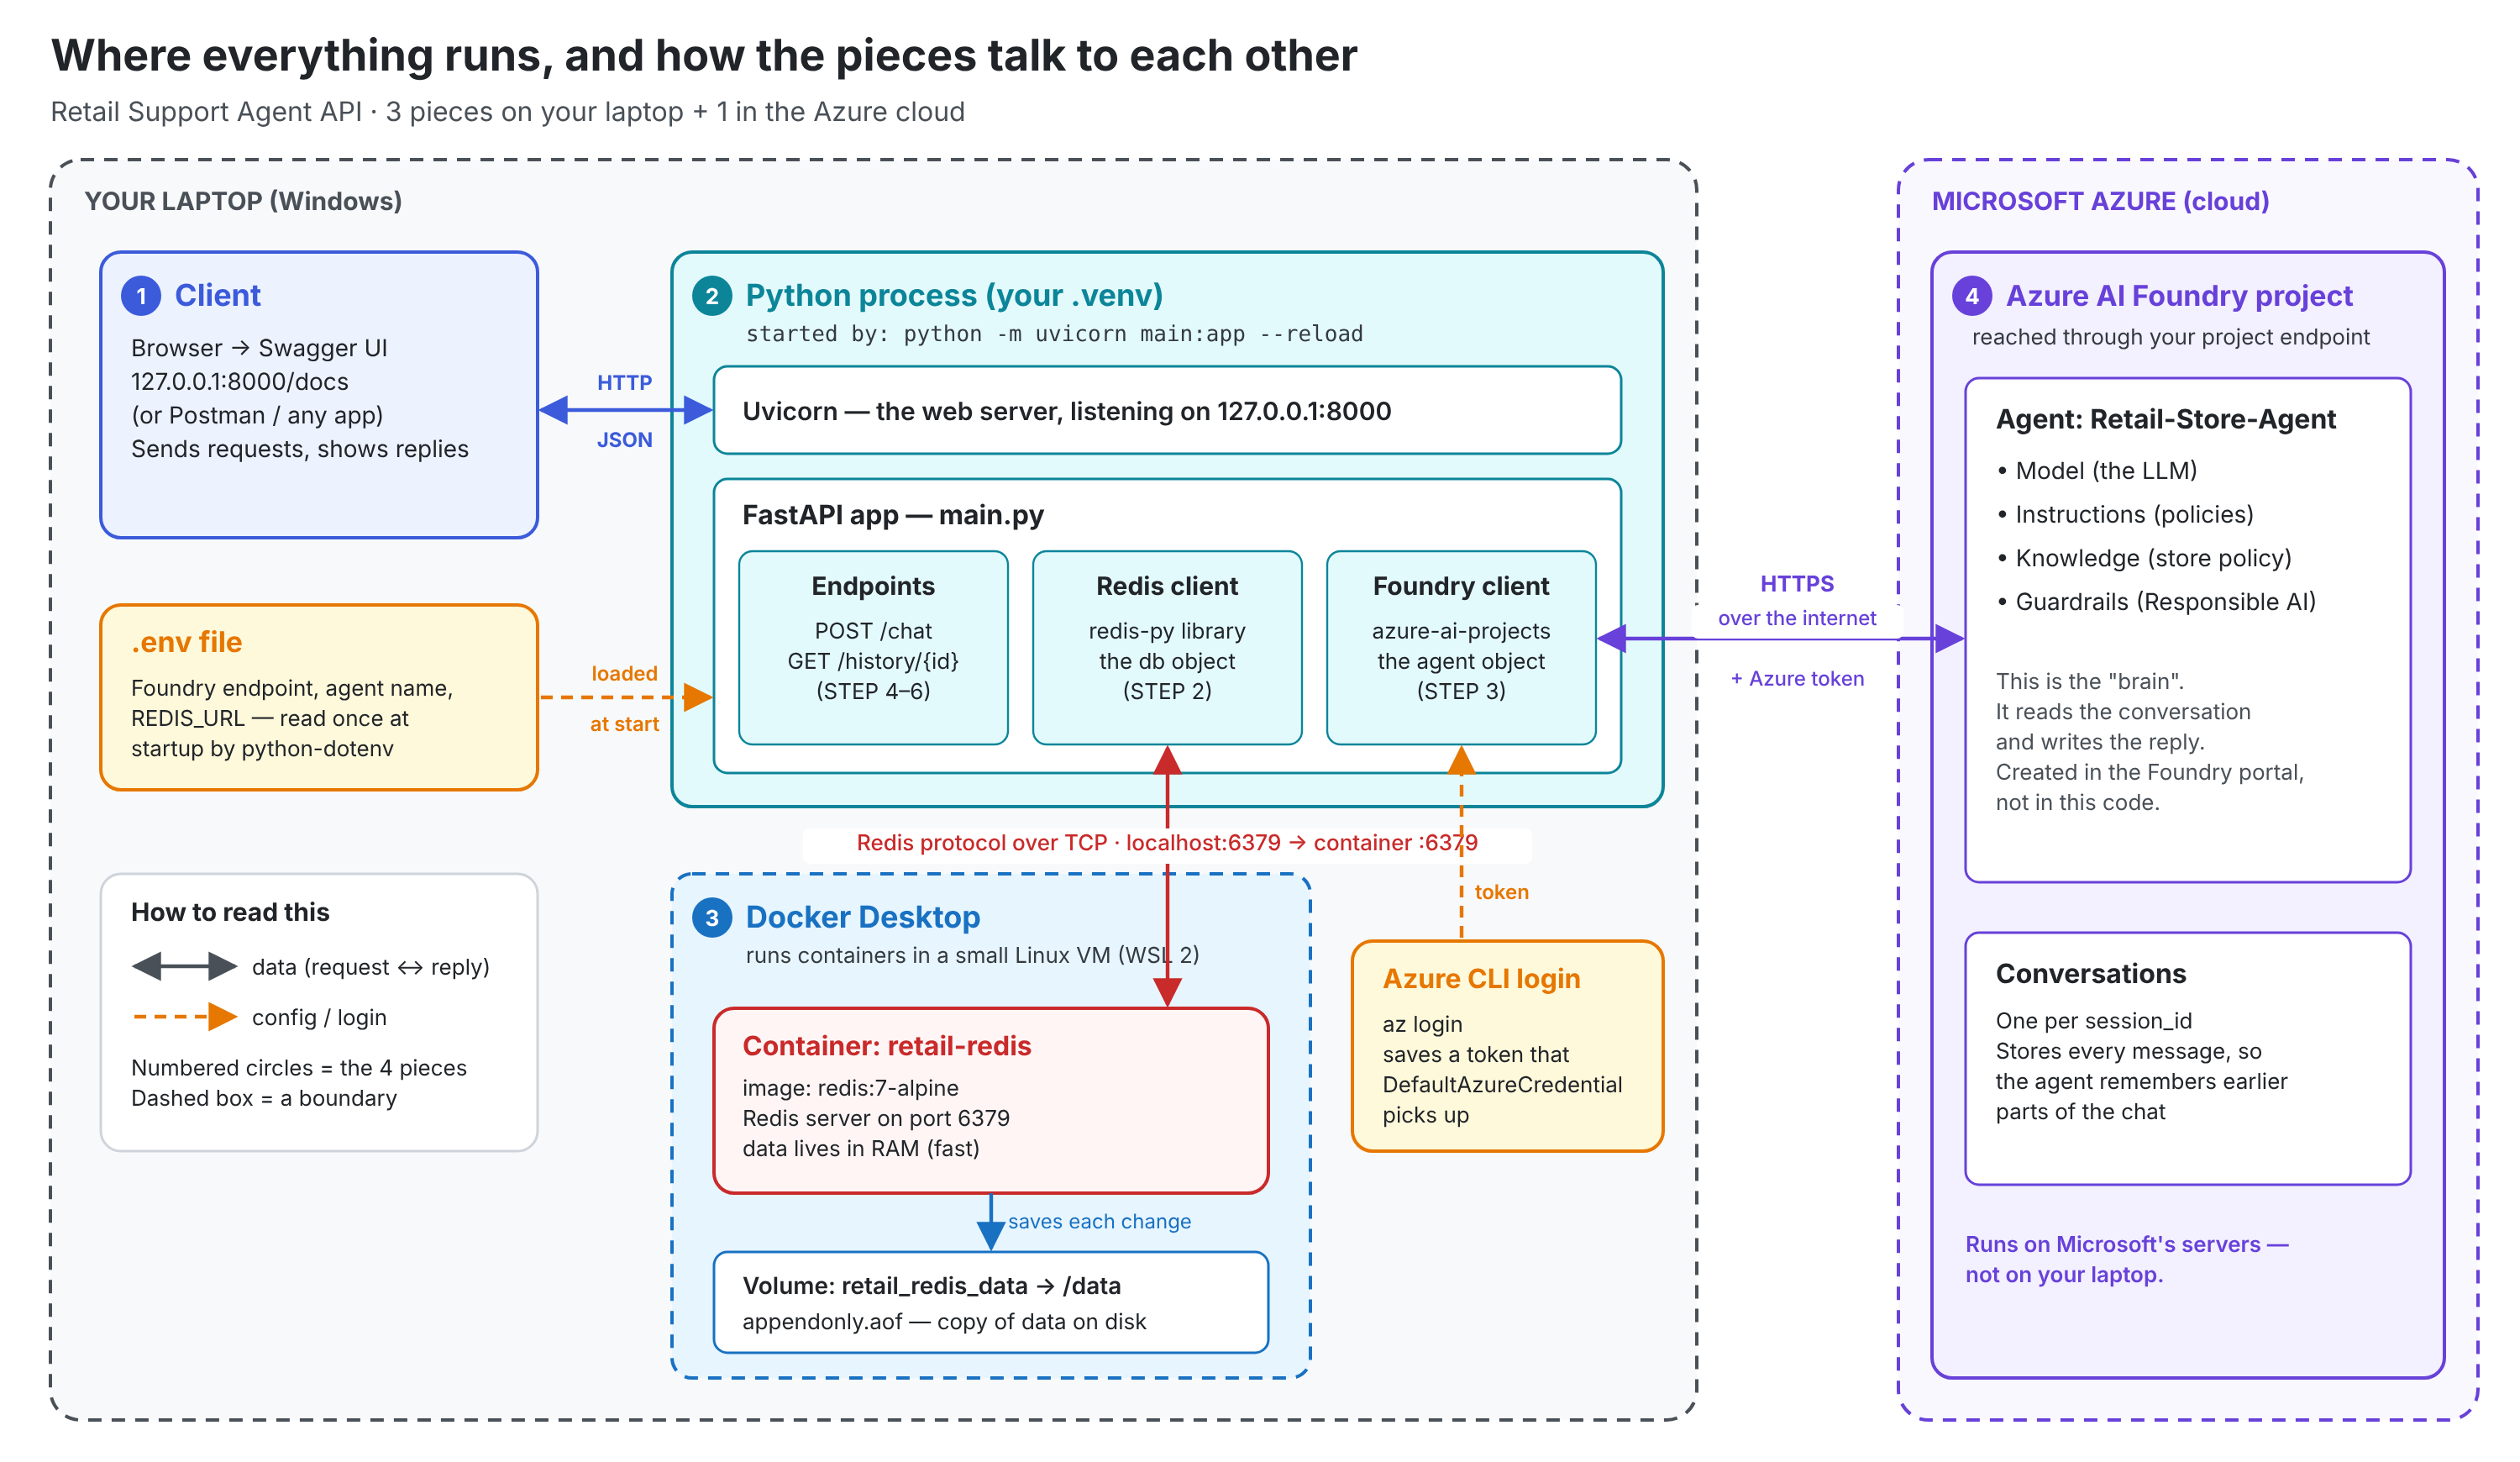 Where everything runs, and how the pieces talk to each other
Retail Support Agent API · 3 pieces on your laptop + 1 in the Azure cloud
YOUR LAPTOP (Windows)
1 Client
Browser → Swagger UI
127.0.0.1:8000/docs
(or Postman / any app)
Sends requests, shows replies
HTTP
JSON
.env file
Foundry endpoint, agent name,
REDIS_URL — read once at
startup by python-dotenv
loaded
at start
How to read this
data (request ↔ reply)
config / login
Numbered circles = the 4 pieces
Dashed box = a boundary
2 Python process (your .venv)
started by: python -m uvicorn main:app --reload
Uvicorn — the web server, listening on 127.0.0.1:8000
FastAPI app — main.py
Endpoints
POST /chat
GET /history/{id}
(STEP 4–6)
Redis client
redis-py library
the db object
(STEP 2)
Foundry client
azure-ai-projects
the agent object
(STEP 3)
Redis protocol over TCP · localhost:6379 → container :6379
token
3 Docker Desktop
runs containers in a small Linux VM (WSL 2)
Container: retail-redis
image: redis:7-alpine
Redis server on port 6379
data lives in RAM (fast)
saves each change
Volume: retail_redis_data → /data
appendonly.aof — copy of data on disk
Azure CLI login
az login
saves a token that
DefaultAzureCredential
picks up
HTTPS
over the internet
+ Azure token
MICROSOFT AZURE (cloud)
4 Azure AI Foundry project
reached through your project endpoint
Agent: Retail-Store-Agent
• Model (the LLM)
• Instructions (policies)
• Knowledge (store policy)
• Guardrails (Responsible AI)
This is the "brain".
It reads the conversation
and writes the reply.
Created in the Foundry portal,
not in this code.
Conversations
One per session_id
Stores every message, so
the agent remembers earlier
parts of the chat
Runs on Microsoft's servers —
not on your laptop.